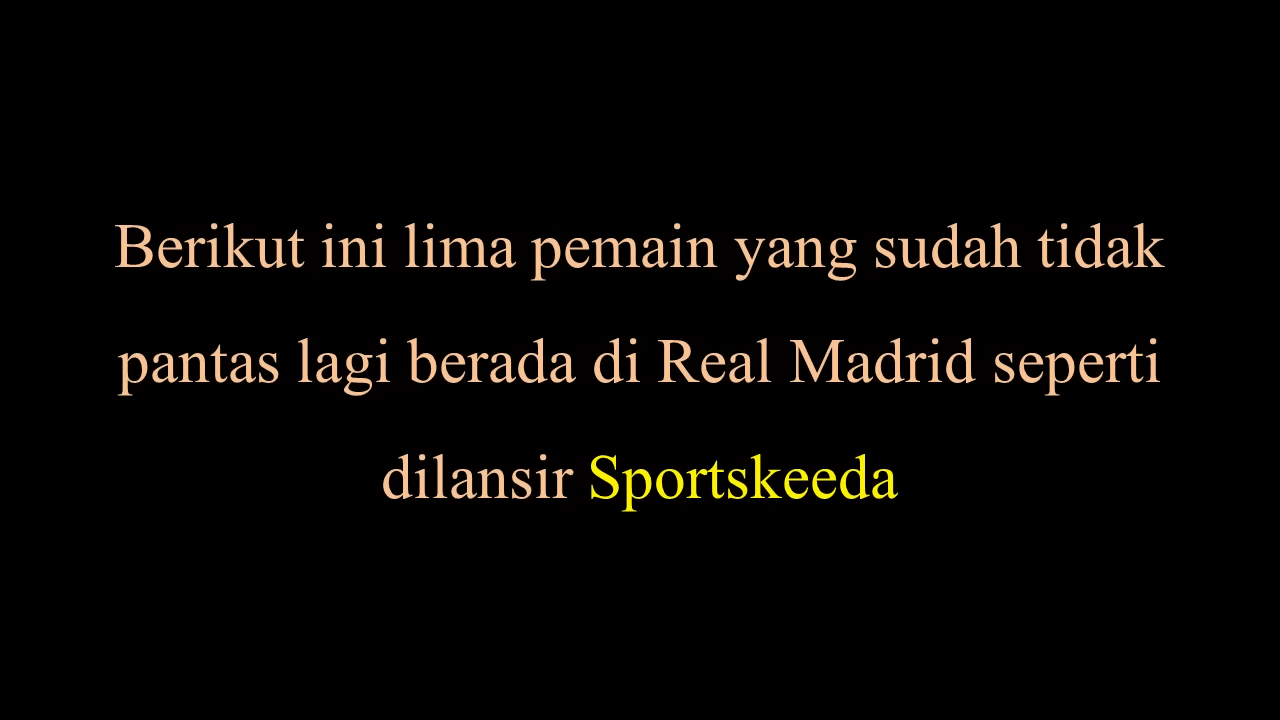 Berikut ini lima pemain yang sudah tidak
pantas lagi berada di Real Madrid seperti
dilansir Sportskeeda